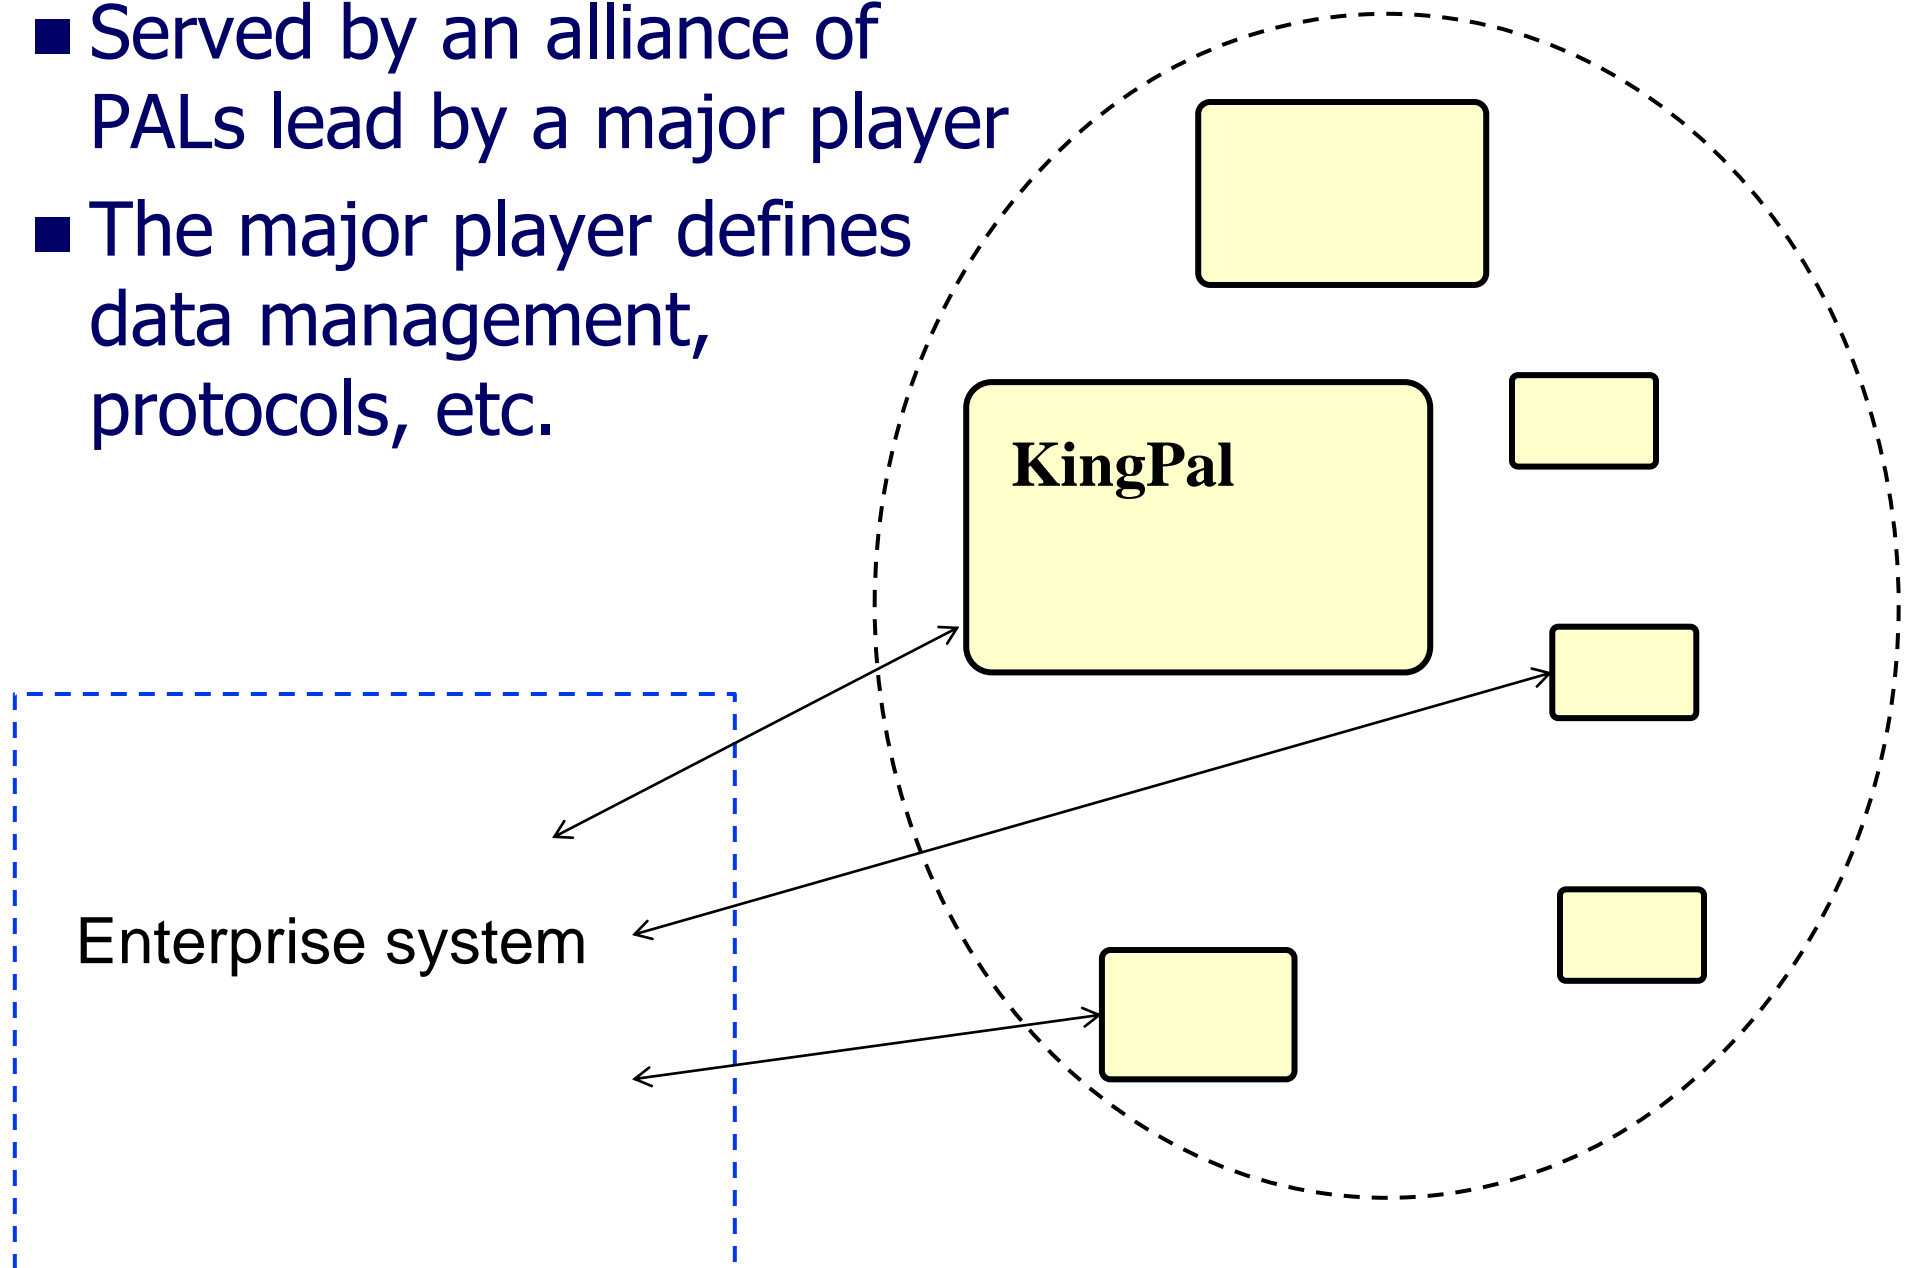 Served by an alliance of
PALs lead by a major player
The major player defines
data management,
protocols, etc.
KingPal
Enterprise system